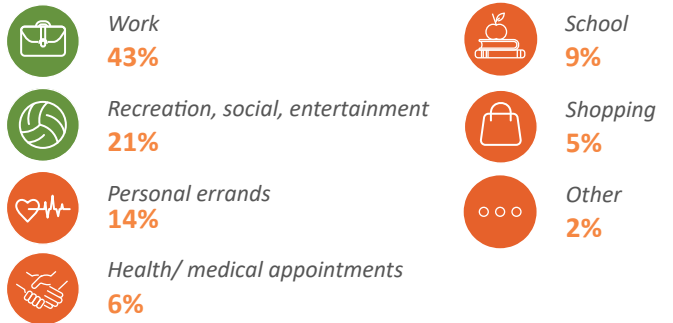 Work
43%
Recreation, social, entertainment
21%
Personal errands
14%
Health/ medical appointments
6%
School
9%
Shopping
5%
Other
2%